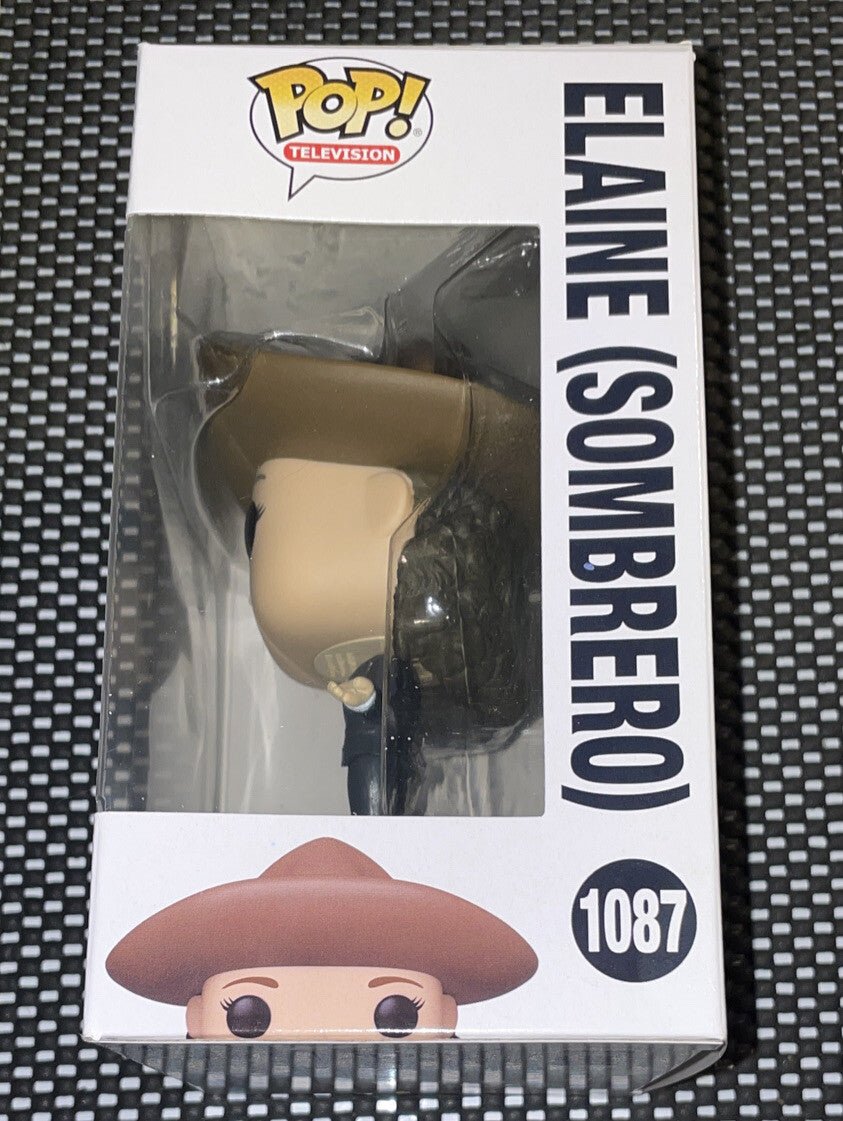 POP!
TELEVISION
ELAINE (SOMBRERO)
1087